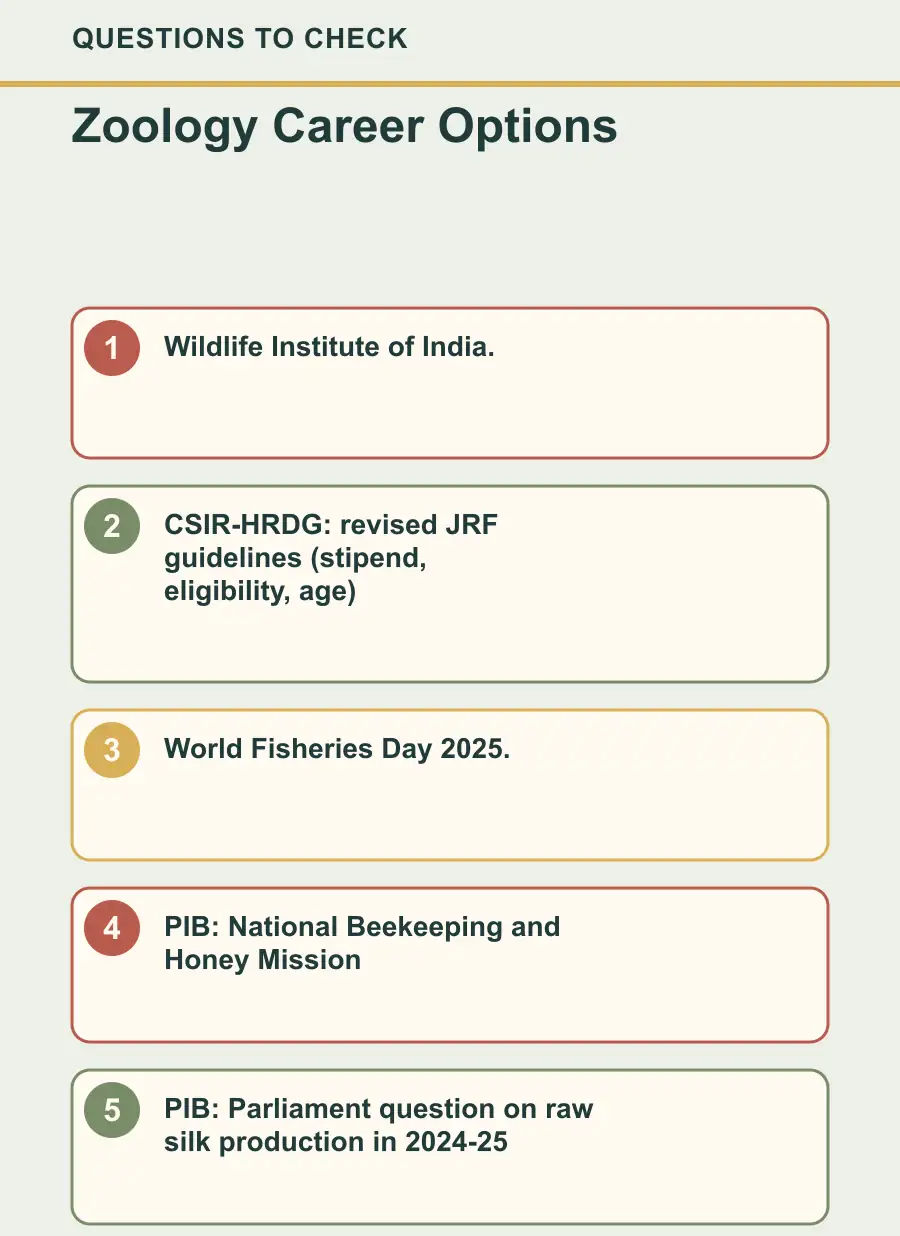 QUESTIONS TO CHECK
Zoology Career Options
1
Wildlife Institute of India.
2
CSIR-HRDG: revised JRF
guidelines (stipend,
eligibility, age)
3
World Fisheries Day 2025.
4
PIB: National Beekeeping and
Honey Mission
5
PIB: Parliament question on raw
silk production in 2024-25